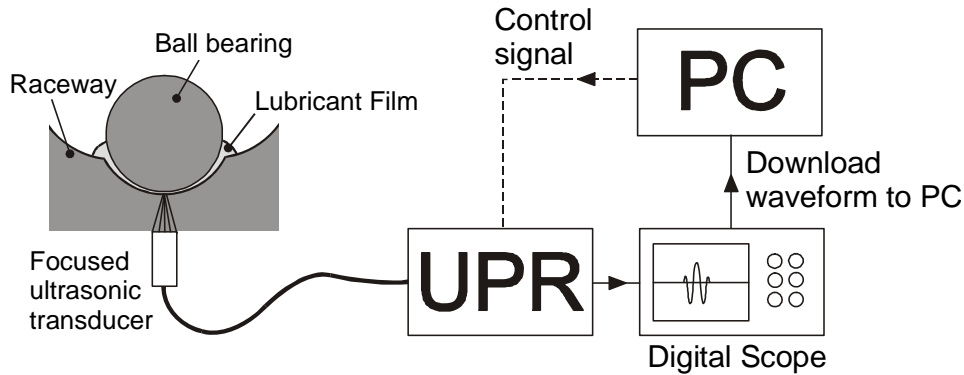 Ball bearing
Raceway
Lubricant Film
Control
signal
PC
Download
waveform to PC
Focused
ultrasonic
transducer
UPR
Digital Scope